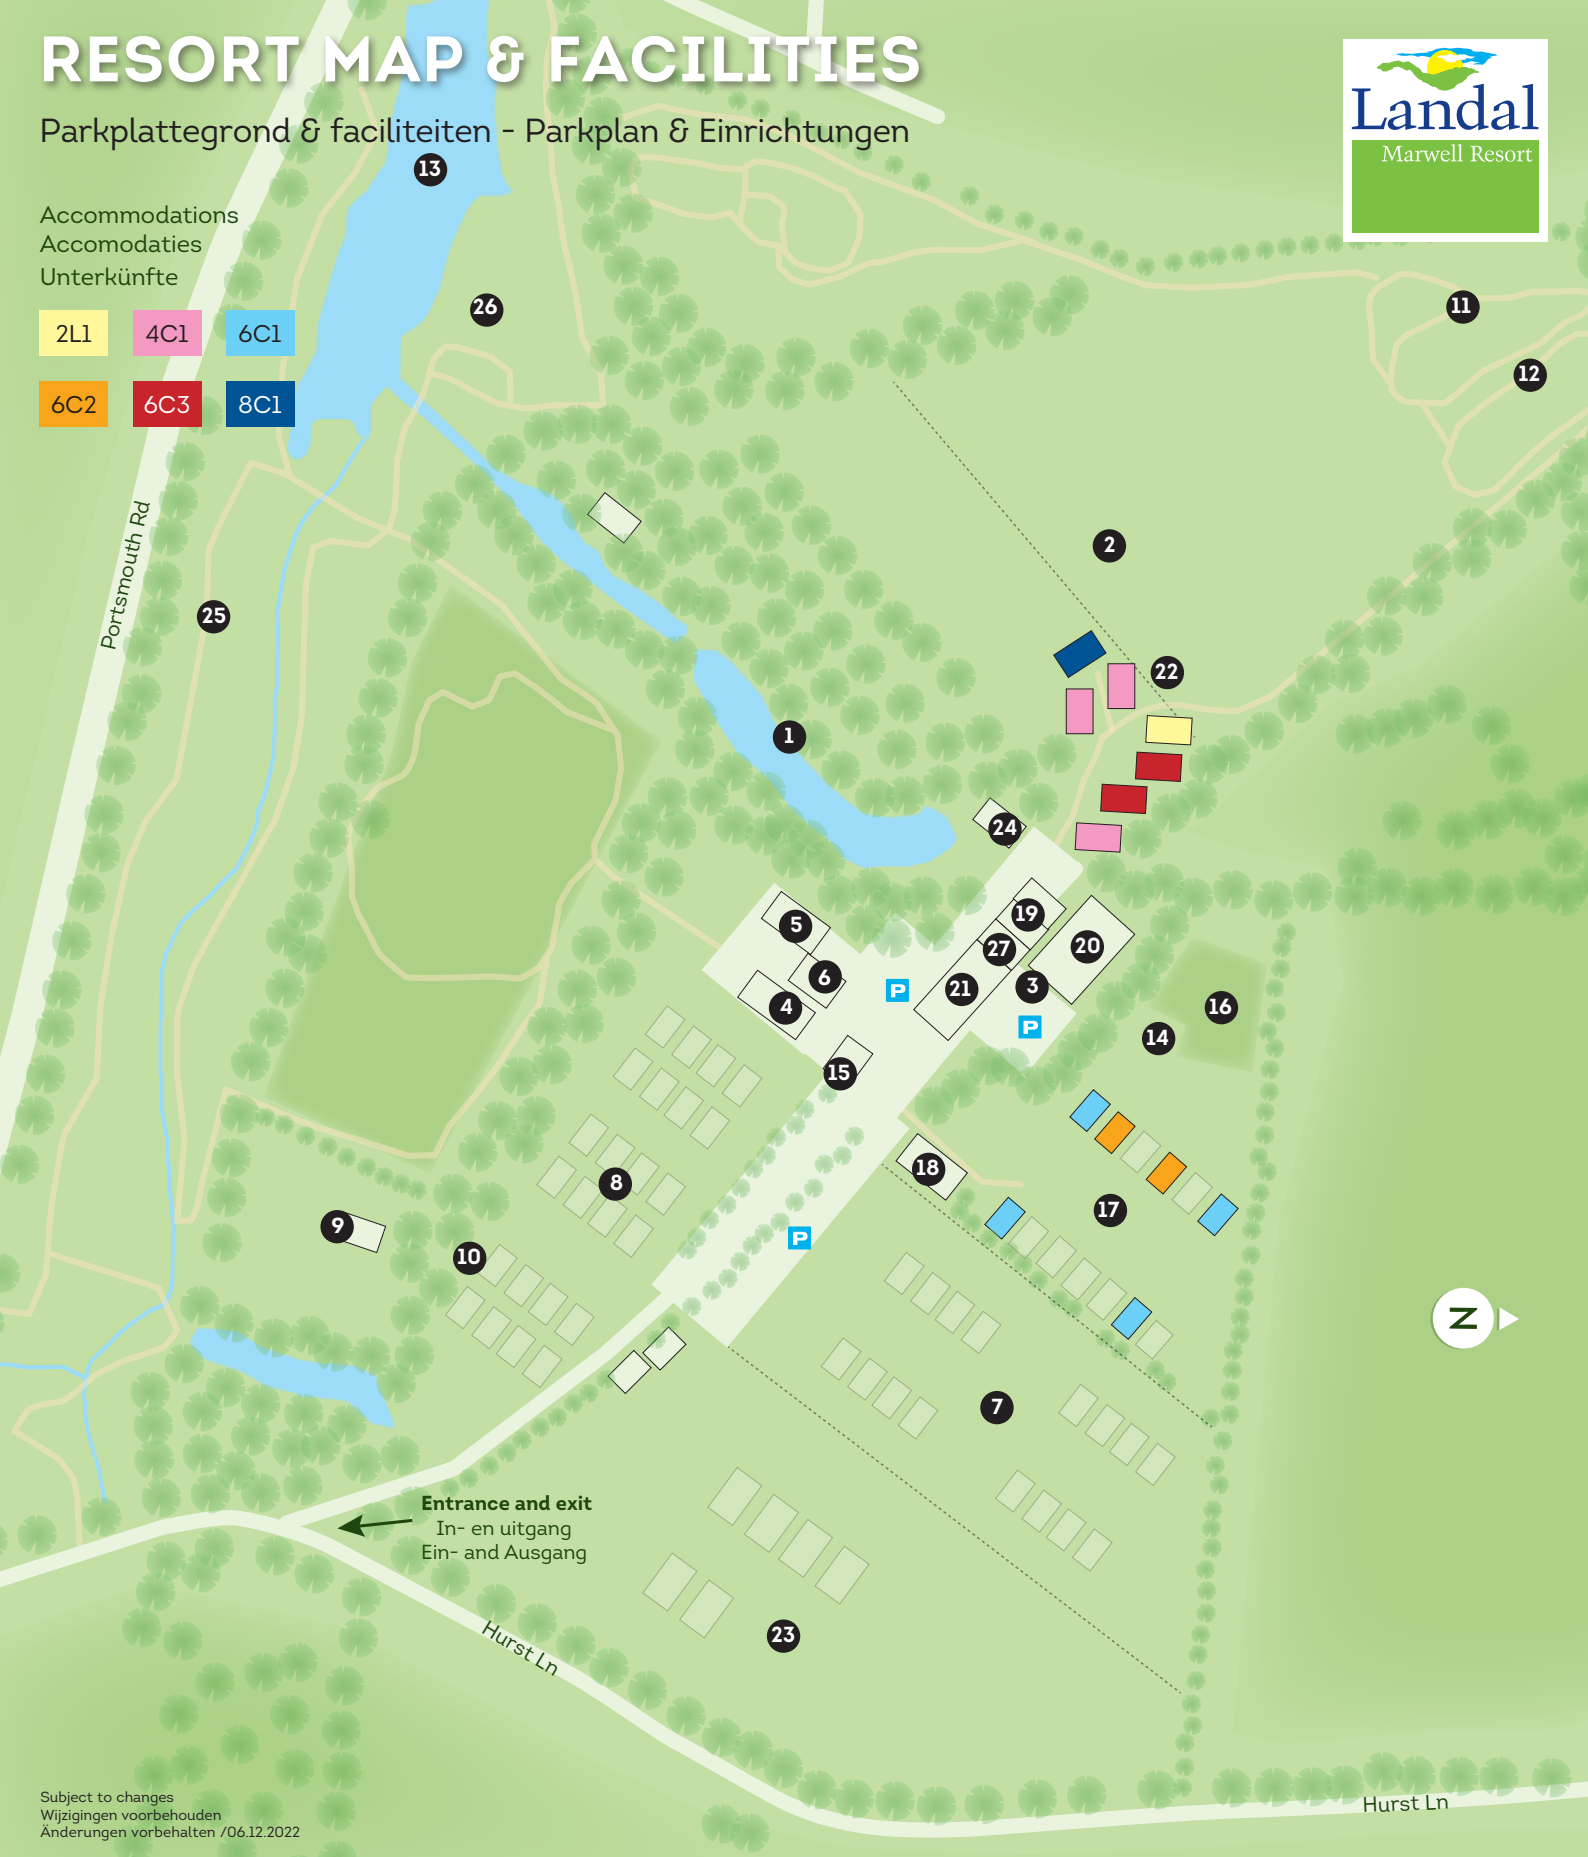 RESORT MAP & FACILITIES
Parkplattegrond & faciliteiten - Parkplan & Einrichtungen
Landal
Marwell Resort
13
Accommodations
Accomodaties
Unterkünfte
2L1
4C1
6C1
6C2
6C3
8C1
26
11
12
Portsmouth Rd
25
2
22
1
24
5
19
27
20
6
21
3
4
P
P
16
14
15
18
8
17
9
10
P
N
7
Entrance and exit
In- en uitgang
Ein- and Ausgang
23
Hurst Ln
Hurst Ln
Subject to changes
Wijzigingen voorbehouden
Änderungen vorbehalten /06.12.2022